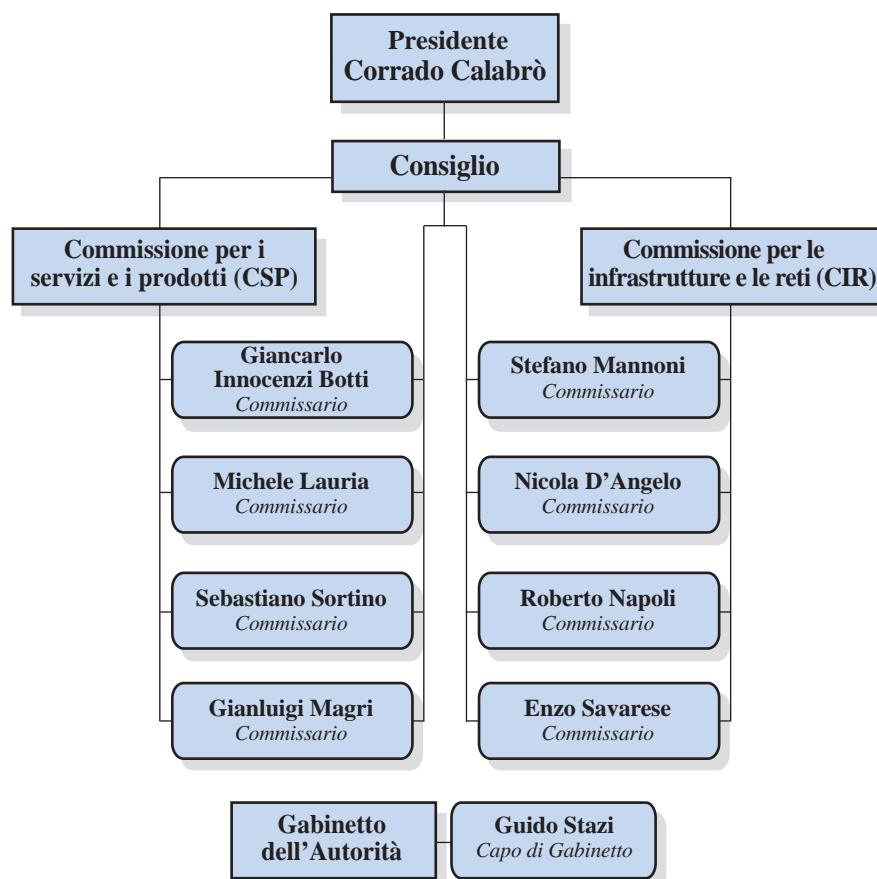 Presidente
Corrado Calabrò
Consiglio
Commissione per i
servizi e i prodotti (CSP)
Commissione per le
infrastrutture e le reti (CIR)
Giancarlo
Innocenzi Botti
Commissario
Stefano Mannoni
Commissario
Michele Lauria
Commissario
Nicola D’Angelo
Commissario
Sebastiano Sortino
Commissario
Roberto Napoli
Commissario
Gianluigi Magri
Commissario
Enzo Savarese
Commissario
Gabinetto
dell’Autorità
Guido Stazi
Capo di Gabinetto